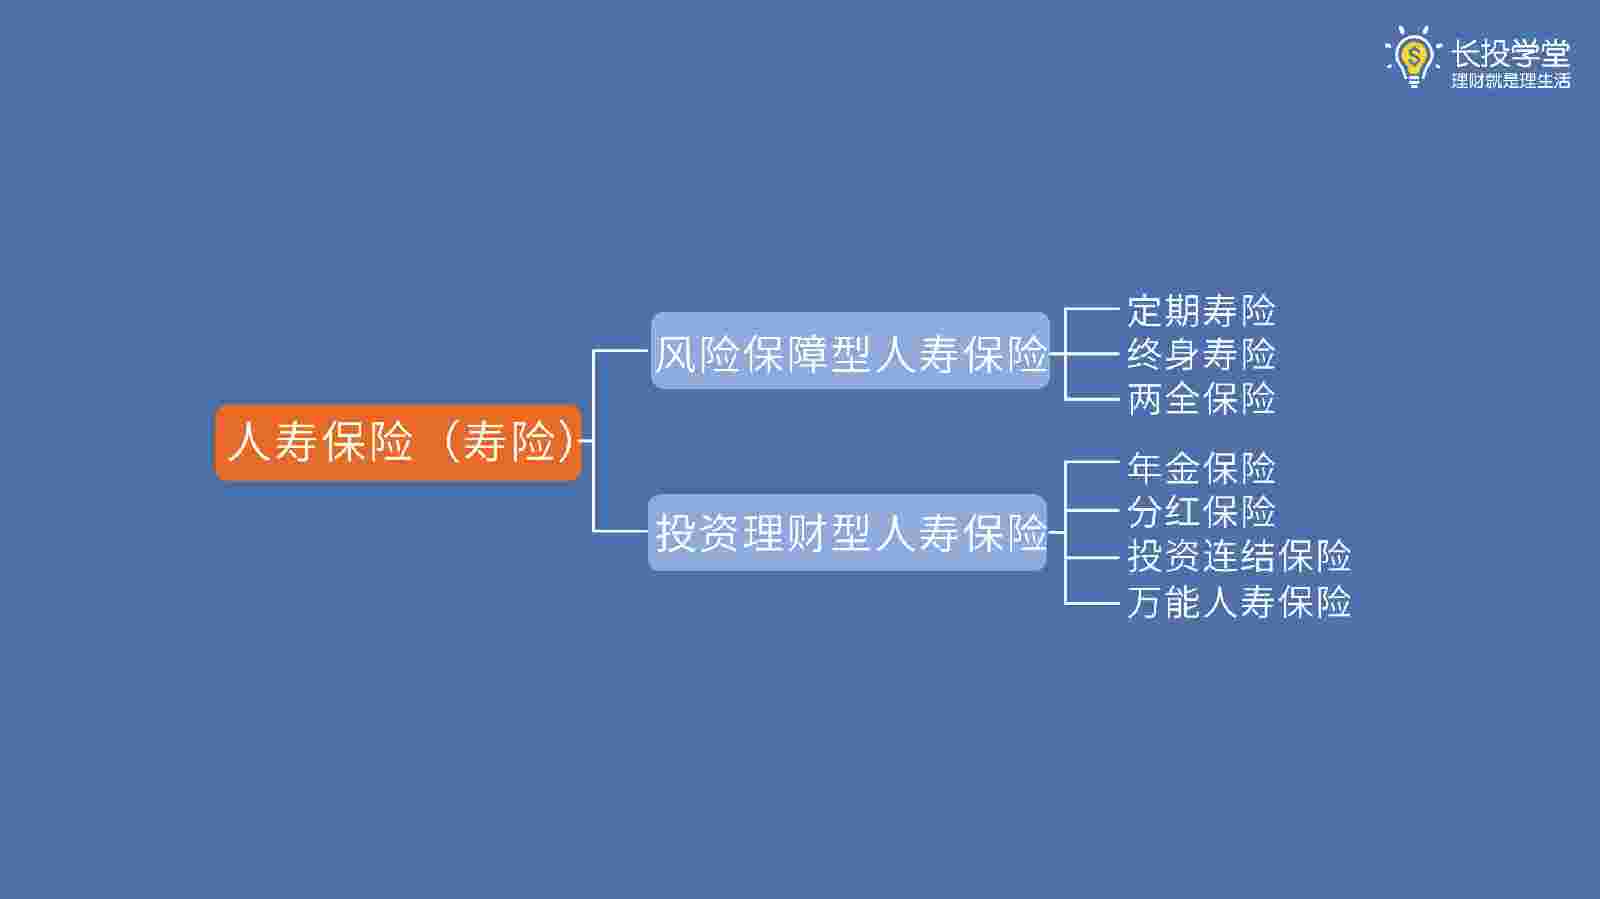 长投学堂
理财就是理生活
人寿保险（寿险）
风险保障型人寿保险
定期寿险
终身寿险
两全保险
投资理财型人寿保险
年金保险
分红保险
投资连结保险
万能人寿保险